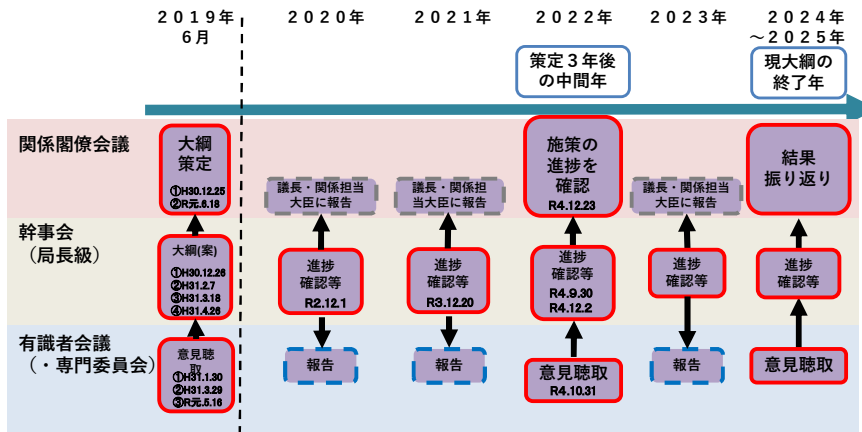 ２０１９年
６月
２０２０年
２０２１年
２０２２年
２０２３年
２０２４年
～２０２５年
策定３年後
の中間年
現大綱の
終了年
関係閣僚会議
大綱
策定
①H30.12.25
②R元.6.18
議長・関係担当
大臣に報告
議長・関係担
当大臣に報告
施策の
進捗を
確認
R4.12.23
議長・関係担
当大臣に報告
結果
振り返り
幹事会
（局長級）
大綱(案)
①H30.12.26
②H31.2.7
③H31.3.18
④H31.4.26
進捗
確認等
R2.12.1
進捗
確認等
R3.12.20
進捗
確認等
R4.9.30
R4.12.2
進捗
確認等
進捗
確認等
有識者会議
（・専門委員会）
意見聴
取
①H31.1.30
②H31.3.29
③R元.5.16
報告
報告
意見聴取
R4.10.31
報告
意見聴取